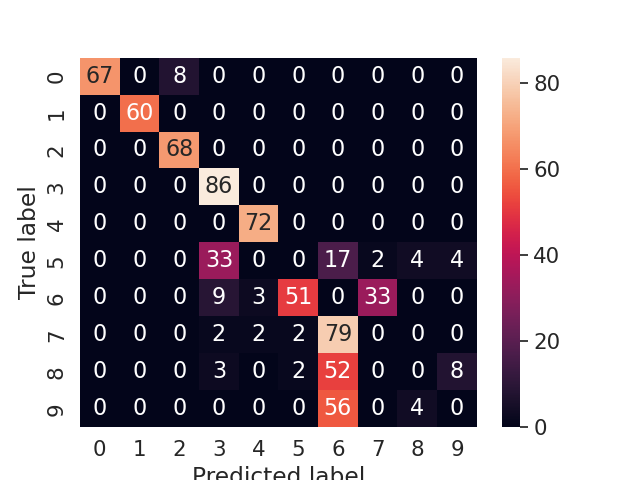 0 67 0 8 0 0 0 0 0 0 0
1 0 60 0 0 0 0 0 0 0 0
2 0 0 68 0 0 0 0 0 0 0
3 0 0 0 86 0 0 0 0 0 0
4 0 0 0 0 72 0 0 0 0 0
5 0 0 0 33 0 0 17 2 4 4
6 0 0 0 9 3 51 0 33 0 0
7 0 0 0 2 2 2 79 0 0 0
8 0 0 0 3 0 2 52 0 0 8
9 0 0 0 0 0 0 56 0 4 0
0 1 2 3 4 5 6 7 8 9
Predicted label
True label
80
60
40
20
0